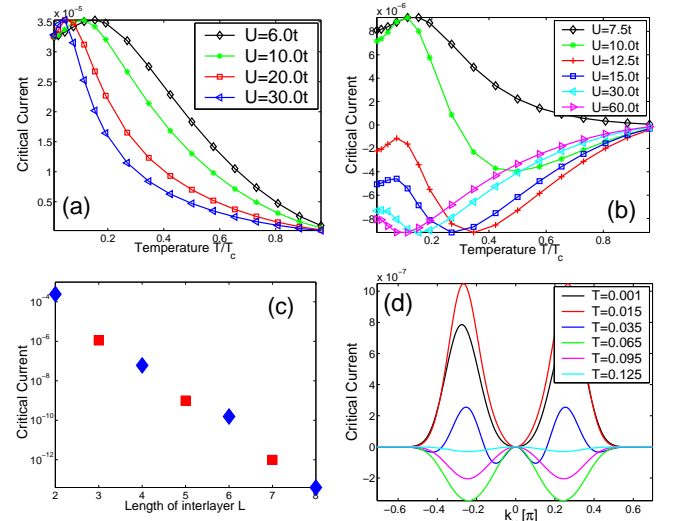 x 10⁻⁵
3.5
3
2.5
2
1.5
1
0.5
Critical Current
U=6.0t
U=10.0t
U=20.0t
U=30.0t
(a)
0.2 0.4 0.6 0.8
Temperature T/T_c
x 10⁻⁶
8
6
4
2
0
−2
−4
−6
−8
Critical Current
U=7.5t
U=10.0t
U=12.5t
U=15.0t
U=30.0t
U=60.0t
(b)
0.2 0.4 0.6 0.8
Temperature T/T_c
(c)
10⁻⁴
10⁻⁶
10⁻⁸
10⁻¹⁰
10⁻¹²
Critical Current
2 3 4 5 6 7 8
Length of interlayer L
x 10⁻⁷
(d)
10
8
6
4
2
0
−2
Critical Current
T=0.001
T=0.015
T=0.035
T=0.065
T=0.095
T=0.125
−0.6 −0.4 −0.2 0 0.2 0.4 0.6
k [π]